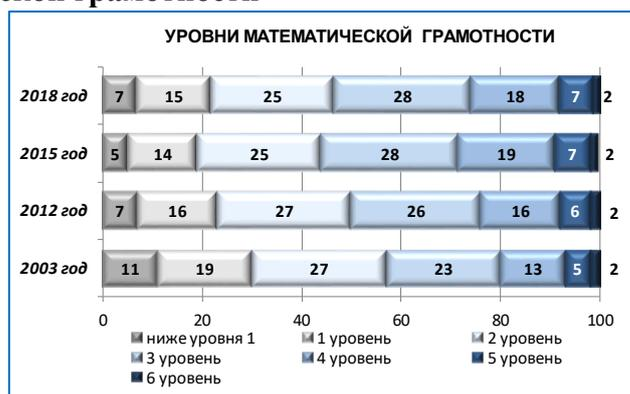 УРОВНИ МАТЕМАТИЧЕСКОЙ ГРАМОТНОСТИ
2018 год 7 15 25 28 18 7 2
2015 год 5 14 25 28 19 7 2
2012 год 7 16 27 26 16 6 2
2003 год 11 19 27 23 13 5 2
0 20 40 60 80 100
ниже уровня 1 1 уровень 2 уровень
3 уровень 4 уровень 5 уровень
6 уровень